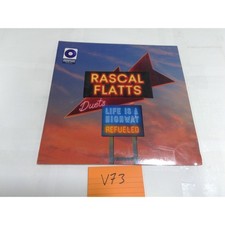 RASCAL
FLATTS
Duets
LIFE IS A
HIGHWAY
REFUELED
V73